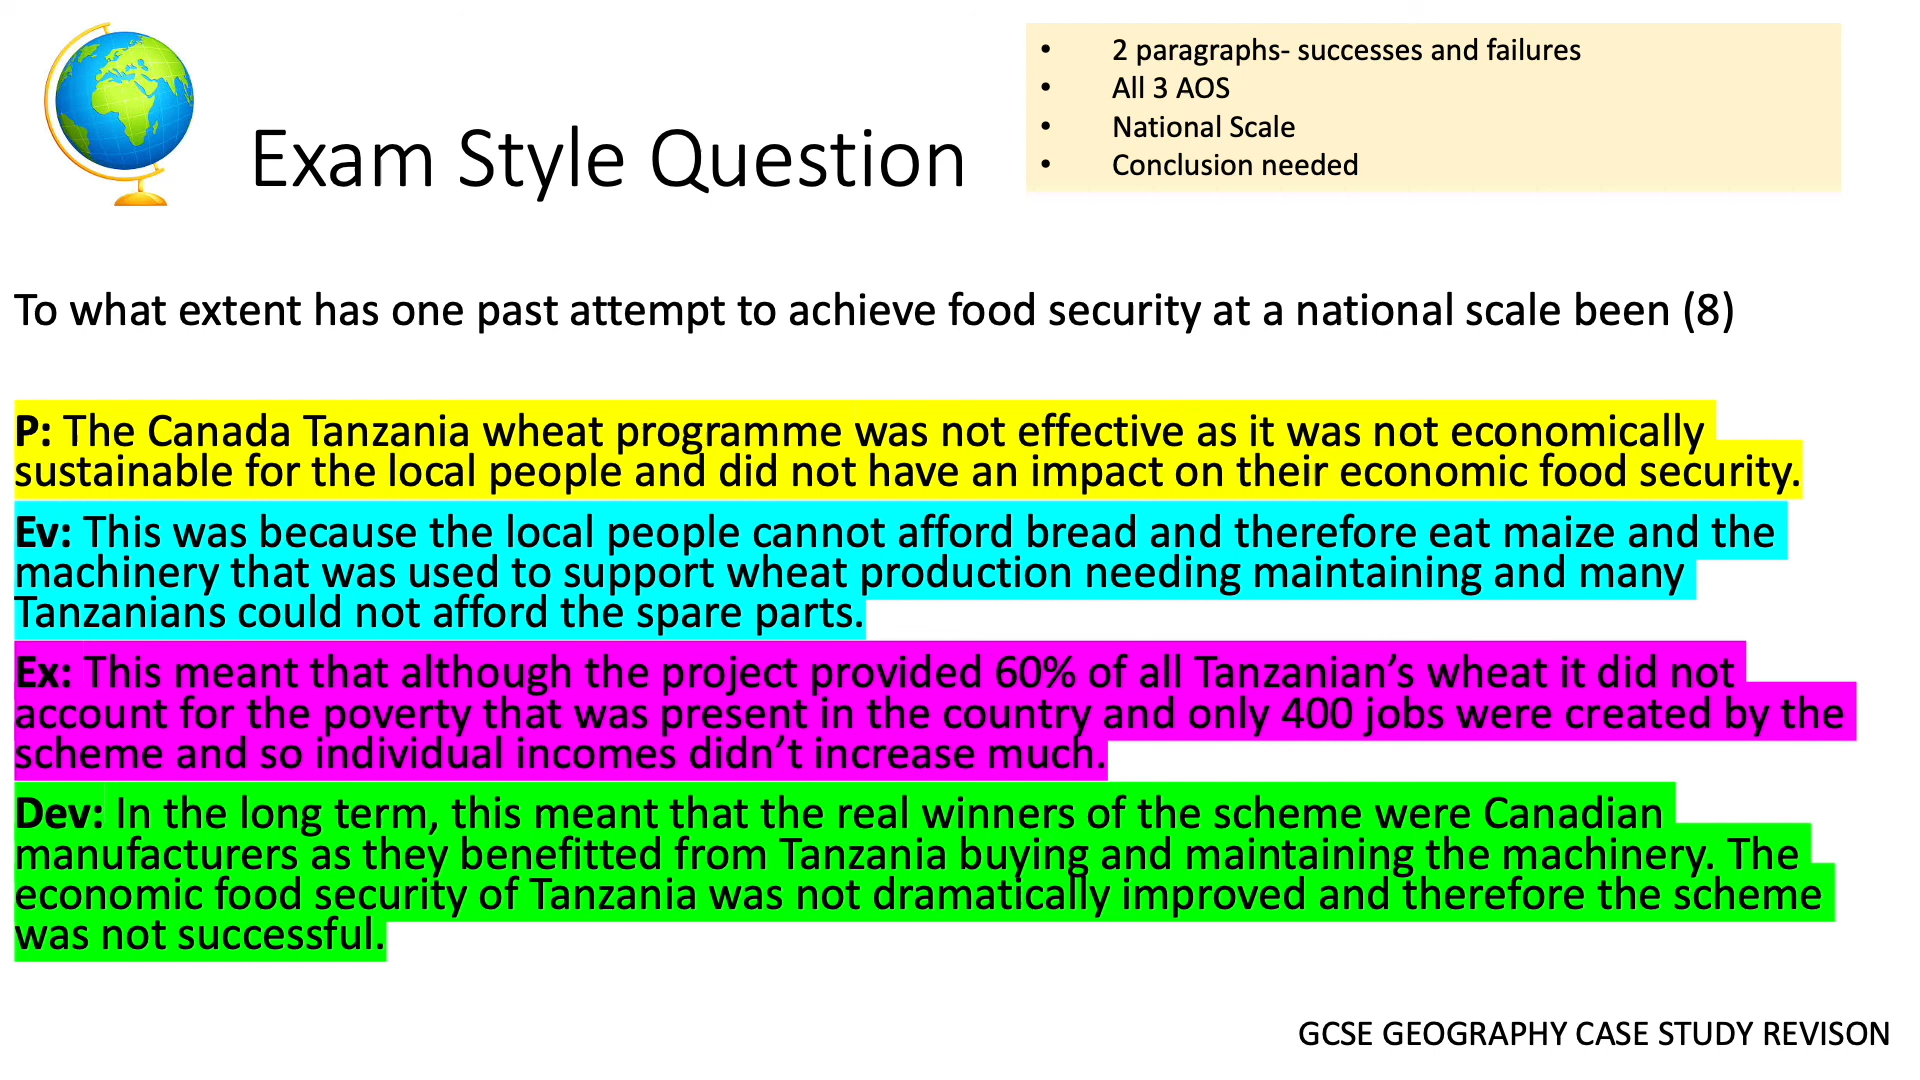 • 2 paragraphs- successes and failures
• All 3 AOS
• National Scale
• Conclusion needed
Exam Style Question
To what extent has one past attempt to achieve food security at a national scale been (8)
P: The Canada Tanzania wheat programme was not effective as it was not economically
sustainable for the local people and did not have an impact on their economic food security.
Ev: This was because the local people cannot afford bread and therefore eat maize and the
machinery that was used to support wheat production needing maintaining and many
Tanzanians could not afford the spare parts.
Ex: This meant that although the project provided 60% of all Tanzanian’s wheat it did not
account for the poverty that was present in the country and only 400 jobs were created by the
scheme and so individual incomes didn’t increase much.
Dev: In the long term, this meant that the real winners of the scheme were Canadian
manufacturers as they benefitted from Tanzania buying and maintaining the machinery. The
economic food security of Tanzania was not dramatically improved and therefore the scheme
was not successful.
GCSE GEOGRAPHY CASE STUDY REVISON